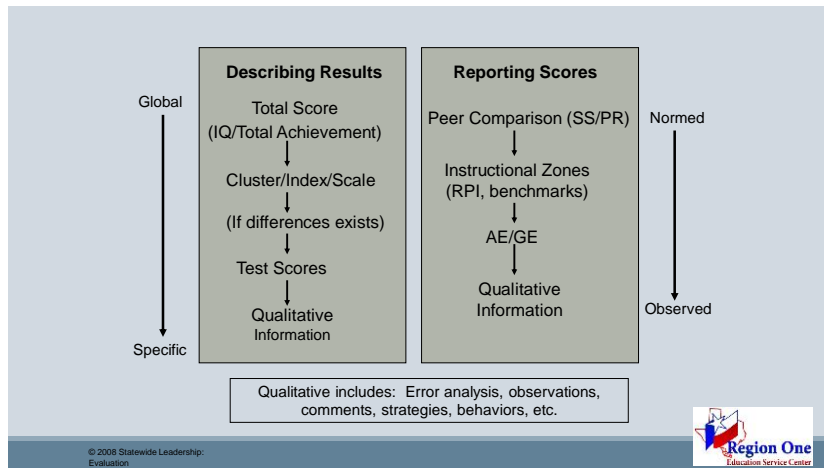 Describing Results
Global
Total Score
(IQ/Total Achievement)
Cluster/Index/Scale
(If differences exists)
Test Scores
Qualitative
Information
Specific
Reporting Scores
Peer Comparison (SS/PR)
Normed
Instructional Zones
(RPI, benchmarks)
AE/GE
Qualitative
Information
Observed
Qualitative includes: Error analysis, observations,
comments, strategies, behaviors, etc.
© 2008 Statewide Leadership:
Evaluation
Region One
Education Service Center